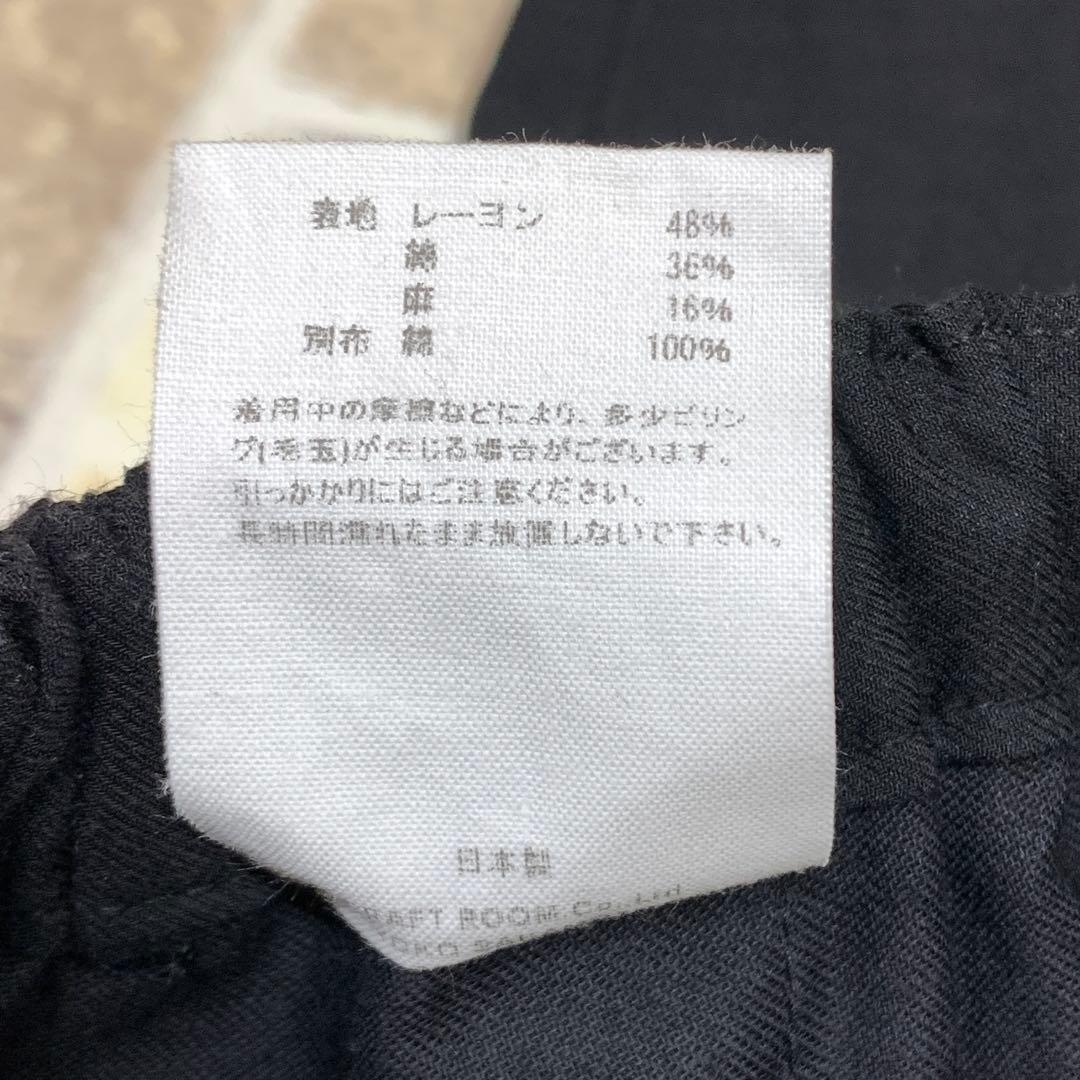 表地 レーヨン 48%
綿 36%
麻 16%
別布 綿 100%
着用中の摩擦などにより、多少ピリン
グ(毛玉)が生じる場合がございます。
引っかかりにはご注意ください。
長時間濡れたまま放置しないで下さい。
日本製
RAFT ROOM Co., Ltd.